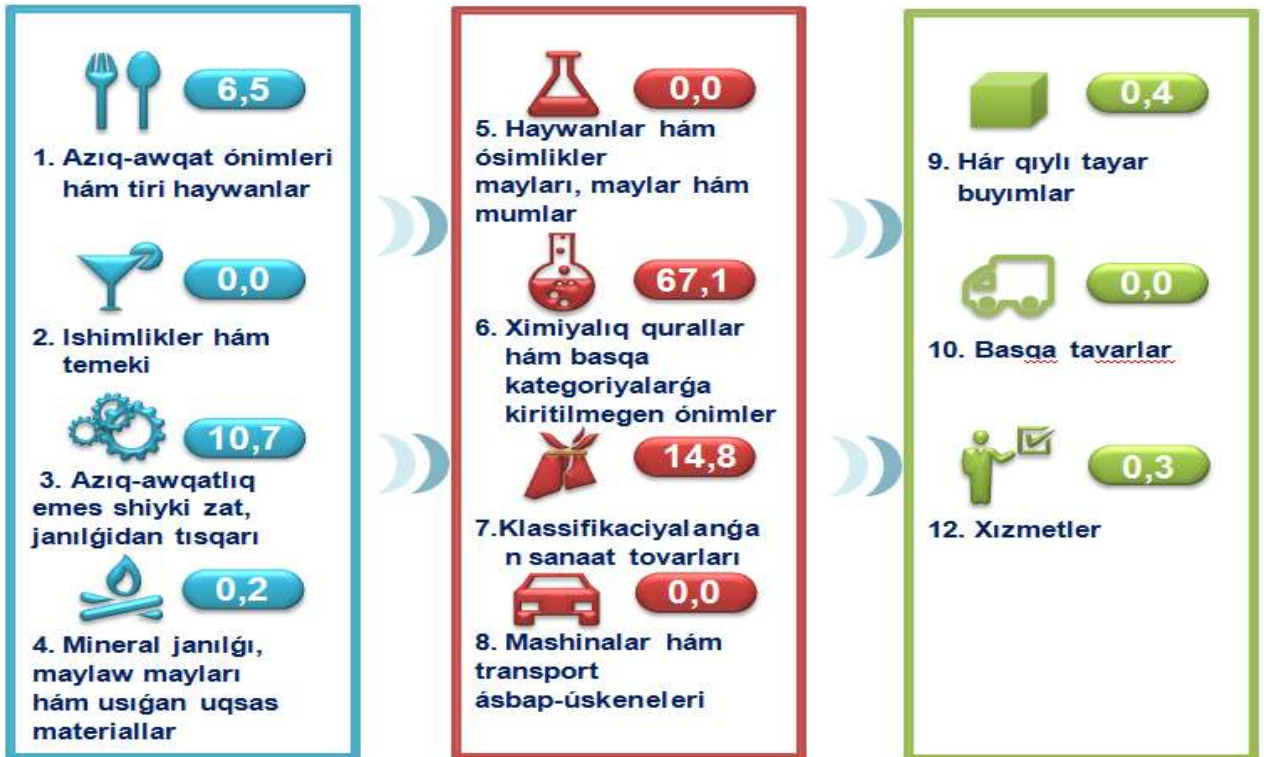 6,5
1. Azıq-awqat ónimleri
hám tiri haywanlar
0,0
2. Ishimlikler hám
temeki
10,7
3. Azıq-awqatlıq
emes shiyki zat,
janılǵidan tısqarı
0,2
4. Mineral janılǵı,
maylaw mayları
hám usıǵan uqsas
materiallar
0,0
5. Haywanlar hám
ósimlikler
mayları, maylar hám
mumlar
67,1
6. Ximiyalıq qurallar
hám basqa
kategoriyalarǵa
kiritilmegen ónimler
14,8
7.Klassifikaciyalanǵa
n sanaat tovarları
0,0
8. Mashinalar hám
transport
ásbap-úskeneleri
0,4
9. Hár qıylı tayar
buyımlar
0,0
10. Basqa tavarlar
0,3
12. Xızmetler